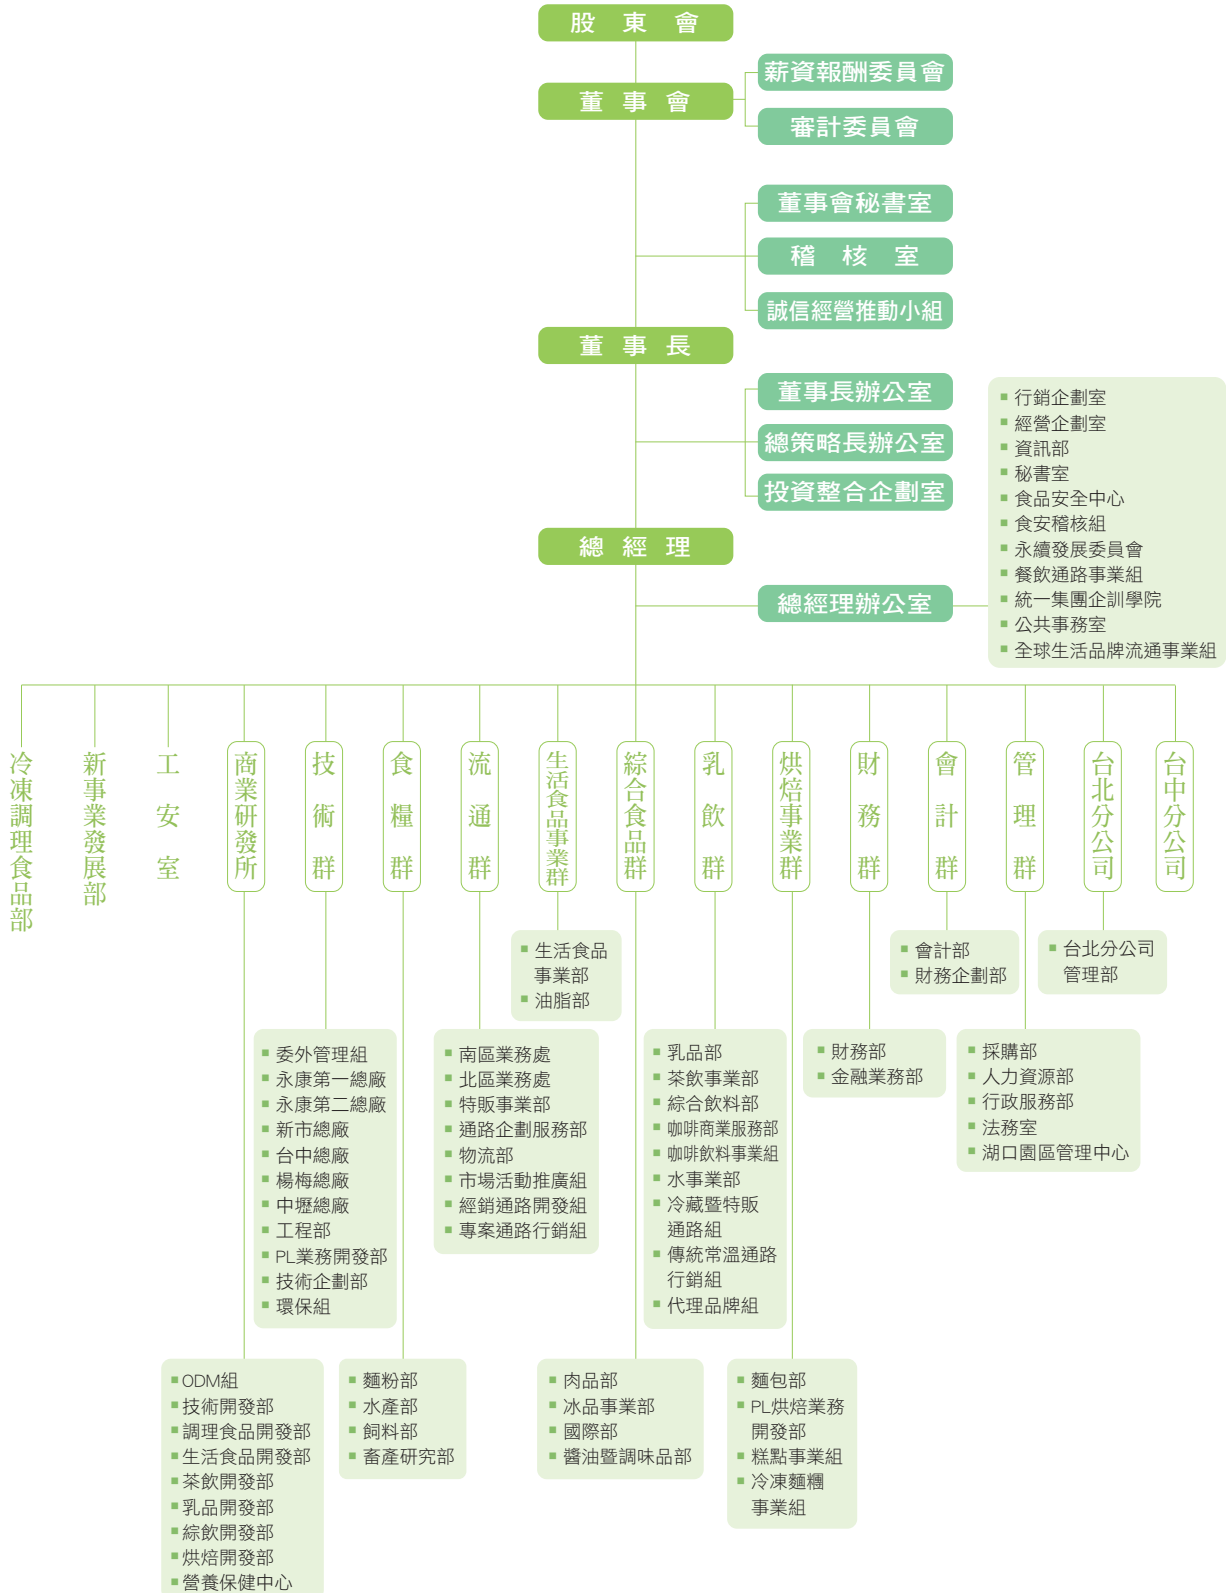 股東會
董事會
薪資報酬委員會
審計委員會
董事會秘書室
稽核室
誠信經營推動小組
董事長
董事長辦公室
總策略長辦公室
投資整合企劃室
總經理
總經理辦公室
行銷企劃室
經營企劃室
資訊部
秘書室
食品安全中心
食安稽核組
永續發展委員會
餐飲通路事業組
統一集團企訓學院
公共事務室
全球生活品牌流通事業組
冷凍調理食品部
新事業發展部
工安室
商業研發所
技術群
食糧群
流通群
生活食品事業群
綜合食品群
乳飲群
烘焙事業群
財務群
會計群
管理群
台北分公司
台中分公司
生活食品
事業部
油脂部
會計部
財務企劃部
台北分公司
管理部
委外管理組
永康第一總廠
永康第二總廠
新市總廠
台中總廠
楊梅總廠
中壢總廠
工程部
PL業務開發部
技術企劃部
環保組
南區業務處
北區業務處
特販事業部
通路企劃服務部
物流部
市場活動推廣組
經銷通路開發組
專案通路行銷組
乳品部
茶飲事業部
綜合飲料部
咖啡商業服務部
咖啡飲料事業組
水事業部
冷藏暨特販
通路組
傳統常溫通路
行銷組
代理品牌組
財務部
金融業務部
採購部
人力資源部
行政服務部
法務室
湖口園區管理中心
ODM組
技術開發部
調理食品開發部
生活食品開發部
茶飲開發部
乳品開發部
綜飲開發部
烘焙開發部
營養保健中心
麵粉部
水產部
飼料部
畜產研究部
肉品部
冰品事業部
國際部
醬油暨調味品部
麵包部
PL烘焙業務
開發部
糕點事業組
冷凍麵糰
事業組